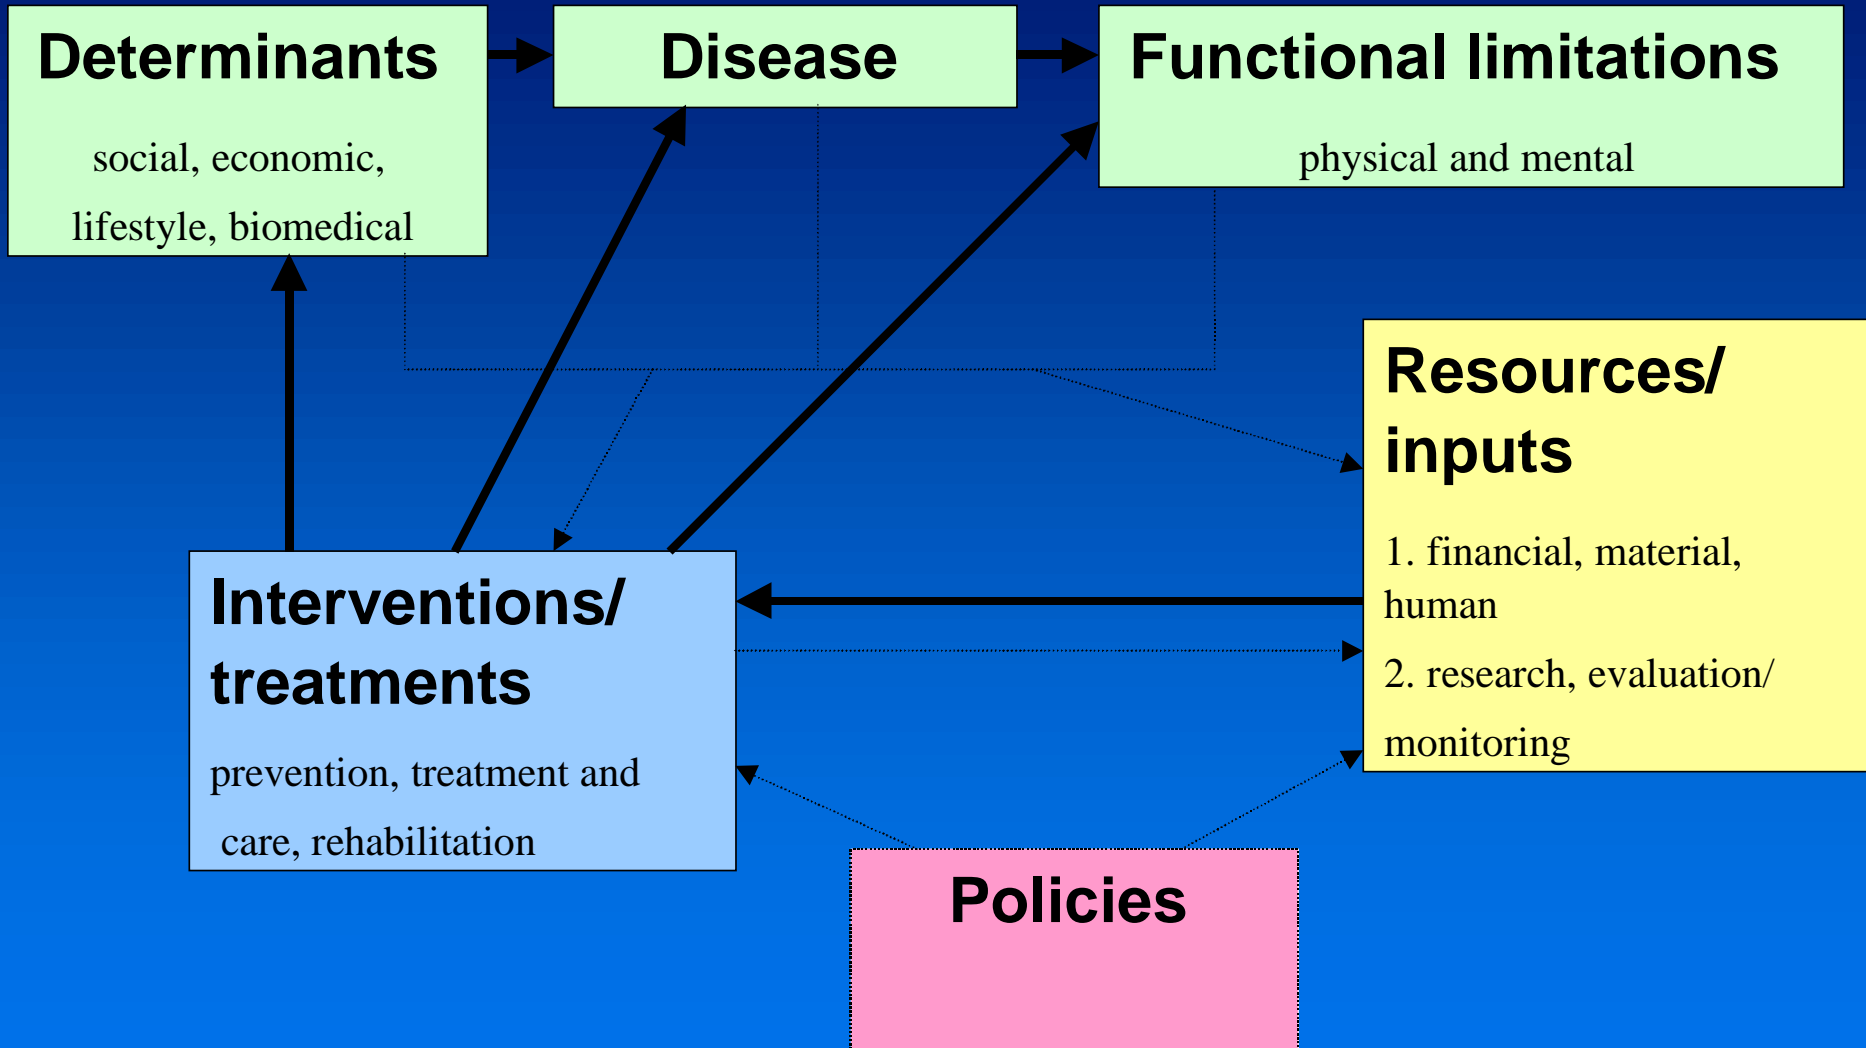 Determinants
social, economic,
lifestyle, biomedical
Disease
Functional limitations
physical and mental
Resources/
inputs
1. financial, material,
human
2. research, evaluation/
monitoring
Interventions/
treatments
prevention, treatment and
care, rehabilitation
Policies